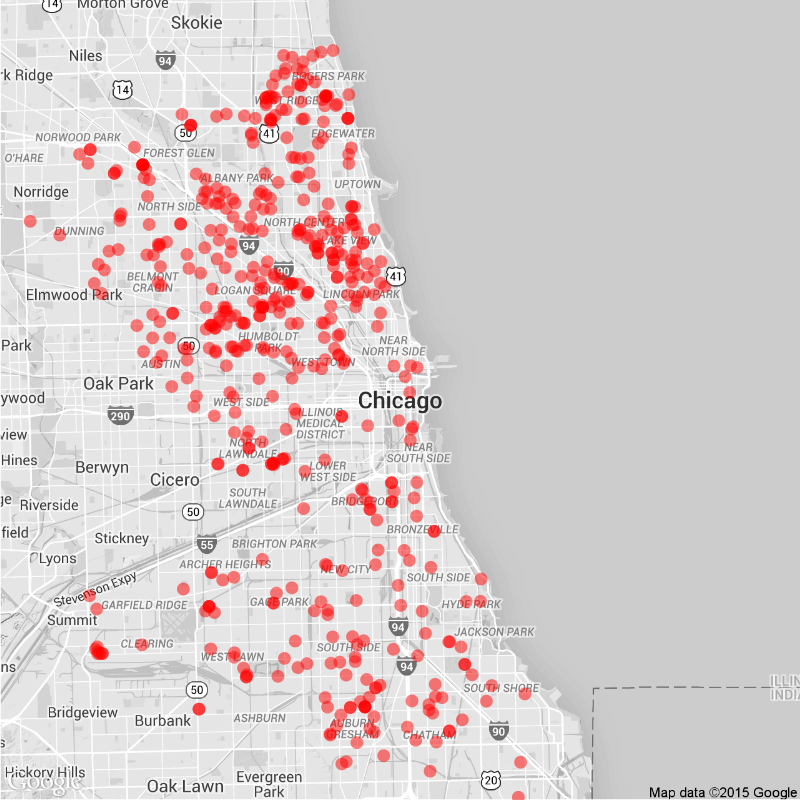 14
Morton Grove
Skokie
Niles
94
rk Ridge
ROGERS PARK
14
WEST RIDGE
NORWOOD PARK
50
41
EDGEWATER
O'HARE
FOREST GLEN
ALBANY PARK
UPTOWN
Norridge
NORTH SIDE
NORTH CENTER
DUNNING
94
LAKE VIEW
90
41
BELMONT
CRAGIN
LOGAN SQUARE
LINCOLN PARK
Elmwood Park
Park
50
HUMBOLDT
PARK
NEAR
NORTH SIDE
AUSTIN
WEST TOWN
Oak Park
ywood
WEST SIDE
Chicago
290
ILLINOIS
MEDICAL
DISTRICT
view
Hines
NORTH
LAWNDALE
NEAR
SOUTH SIDE
Berwyn
LOWER
WEST SIDE
Cicero
ge
Riverside
SOUTH
LAWNDALE
BRIDGEPORT
50
field
Stickney
55
BRONZEVILLE
BRIGHTON PARK
Lyons
ARCHER HEIGHTS
NEW CITY
SOUTH SIDE
Stevenson Expy
GARFIELD RIDGE
GAGE PARK
HYDE PARK
Summit
94
JACKSON PARK
CLEARING
SOUTH SIDE
ns
WEST LAWN
94
ILLIN
INDIA
50
SOUTH SHORE
Bridgeview
Burbank
ASHBURN
AUBURN
GRESHAM
CHATHAM
90
Hickory Hills
Google
Oak Lawn
Evergreen
Park
20
Map data ©2015 Google